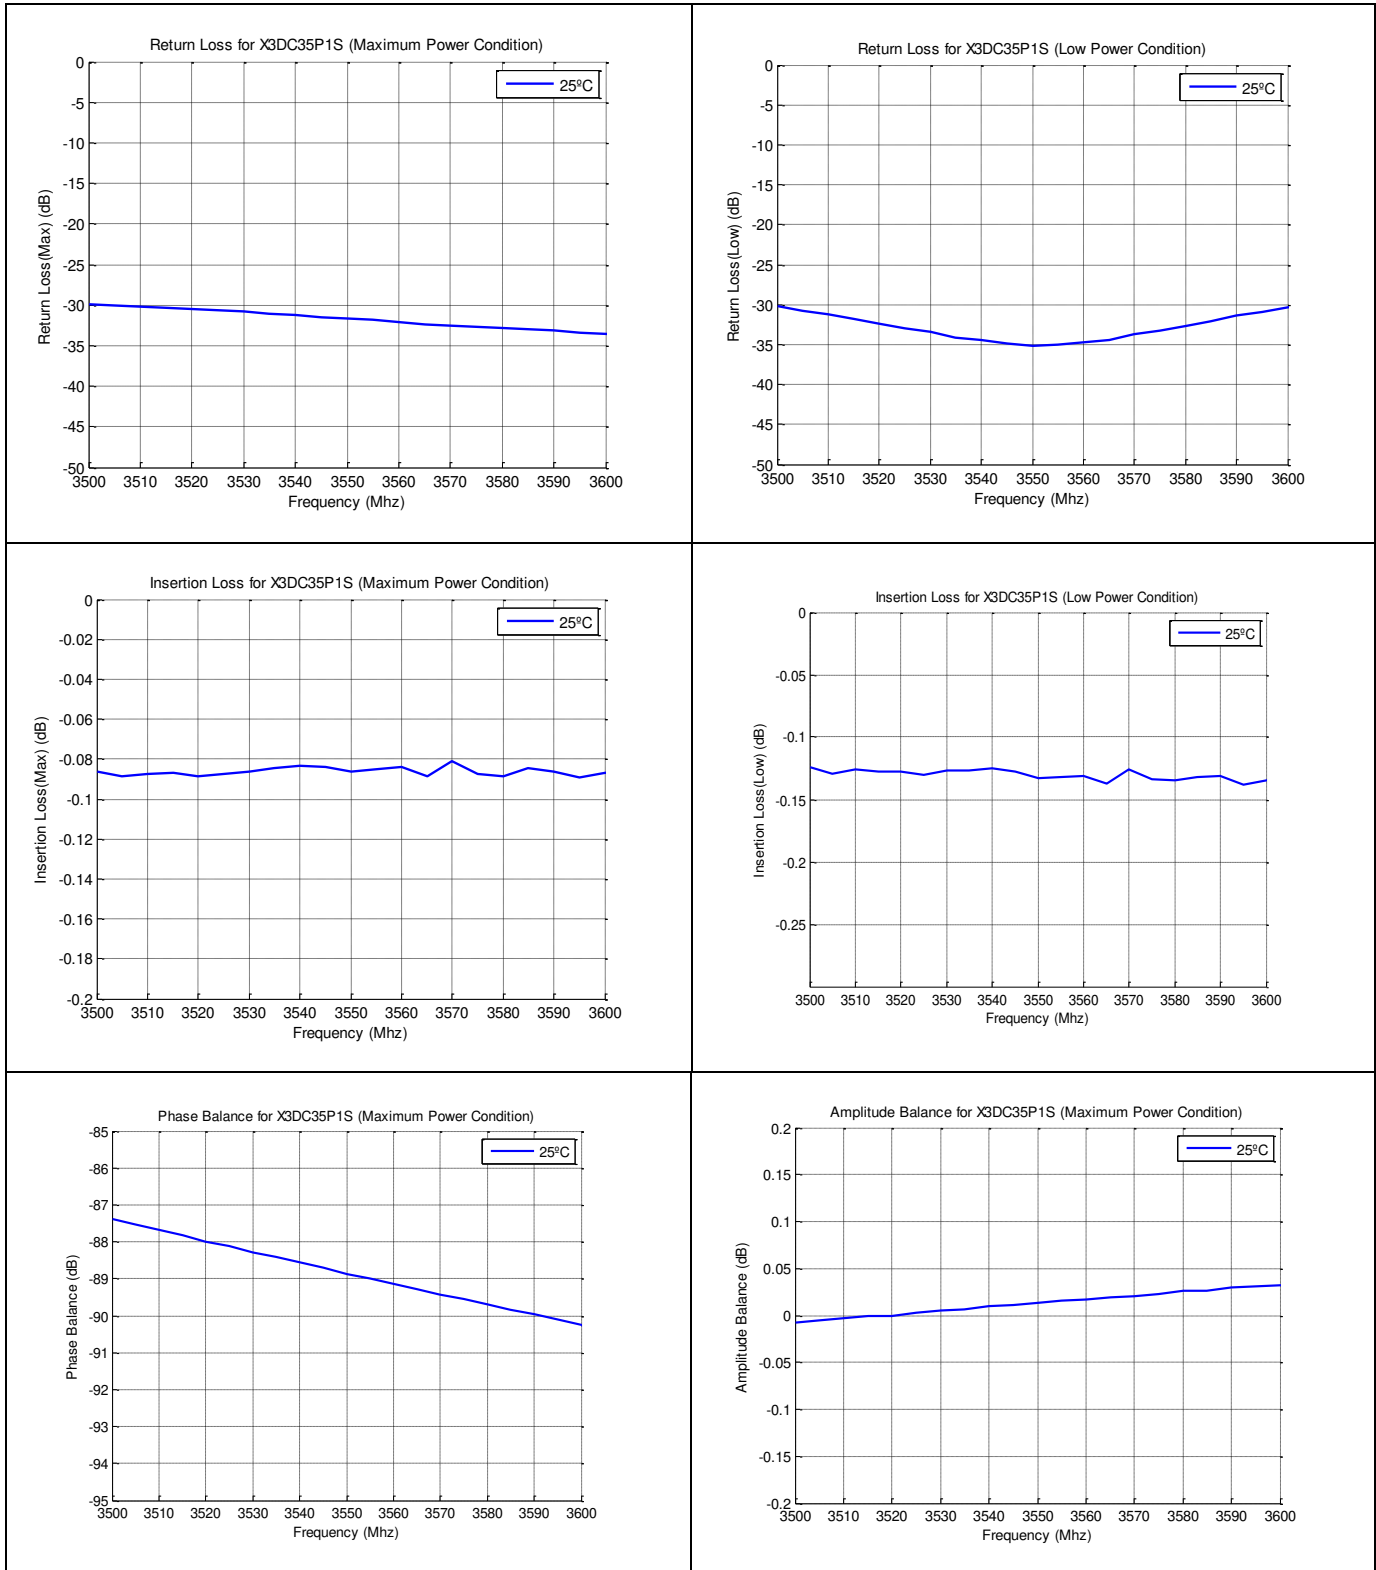 Return Loss for X3DC35P1S (Maximum Power Condition)
25ºC
0
-5
-10
-15
-20
-25
-30
-35
-40
-45
-50
Return Loss(Max) (dB)
3500 3510 3520 3530 3540 3550 3560 3570 3580 3590 3600
Frequency (Mhz)
Return Loss for X3DC35P1S (Low Power Condition)
25ºC
0
-5
-10
-15
-20
-25
-30
-35
-40
-45
-50
Return Loss(Low) (dB)
3500 3510 3520 3530 3540 3550 3560 3570 3580 3590 3600
Frequency (Mhz)
Insertion Loss for X3DC35P1S (Maximum Power Condition)
25ºC
0
-0.02
-0.04
-0.06
-0.08
-0.1
-0.12
-0.14
-0.16
-0.18
-0.2
Insertion Loss(Max) (dB)
3500 3510 3520 3530 3540 3550 3560 3570 3580 3590 3600
Frequency (Mhz)
Insertion Loss for X3DC35P1S (Low Power Condition)
25ºC
0
-0.05
-0.1
-0.15
-0.2
-0.25
Insertion Loss(Low) (dB)
3500 3510 3520 3530 3540 3550 3560 3570 3580 3590 3600
Frequency (Mhz)
Phase Balance for X3DC35P1S (Maximum Power Condition)
25ºC
-85
-86
-87
-88
-89
-90
-91
-92
-93
-94
-95
Phase Balance (dB)
3500 3510 3520 3530 3540 3550 3560 3570 3580 3590 3600
Frequency (Mhz)
Amplitude Balance for X3DC35P1S (Maximum Power Condition)
25ºC
0.2
0.15
0.1
0.05
0
-0.05
-0.1
-0.15
-0.2
Amplitude Balance (dB)
3500 3510 3520 3530 3540 3550 3560 3570 3580 3590 3600
Frequency (Mhz)